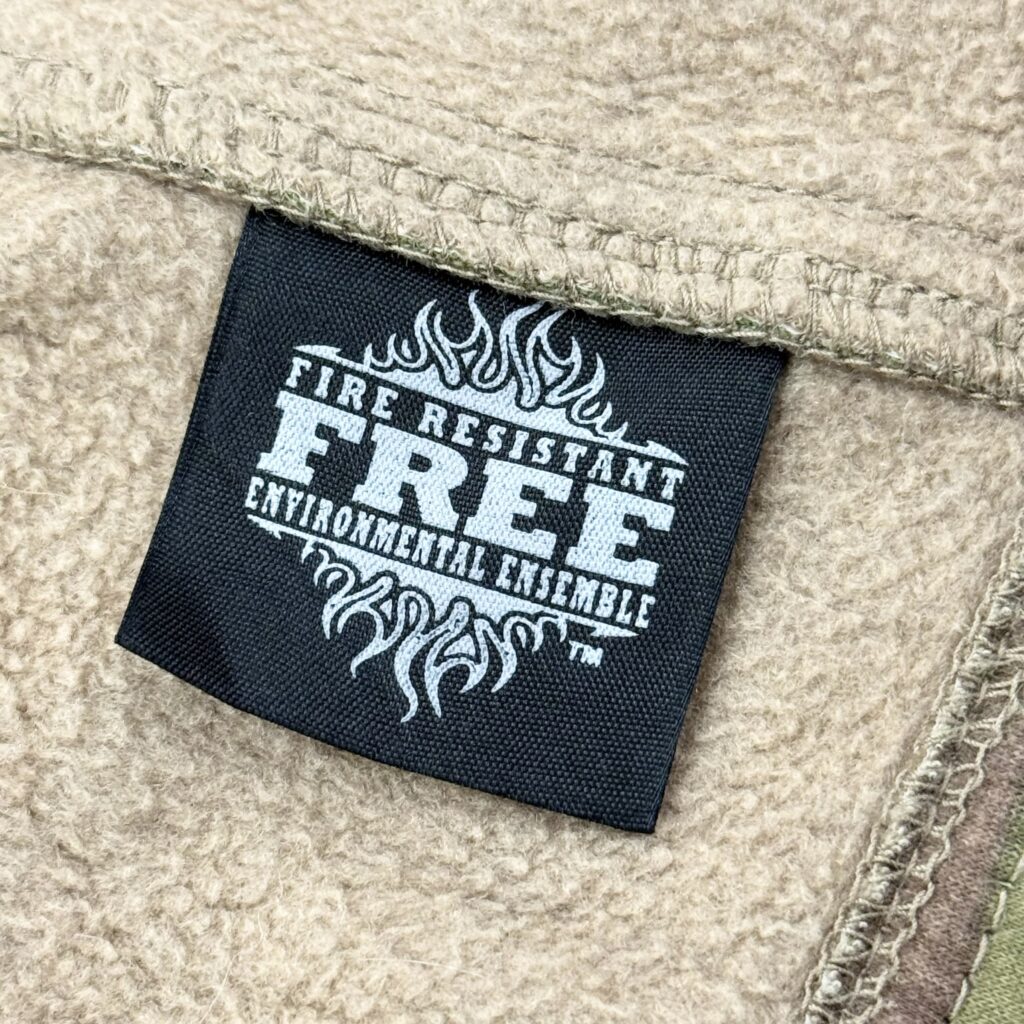 FIRE RESISTANT
FREE
ENVIRONMENTAL ENSEMBLE
TM